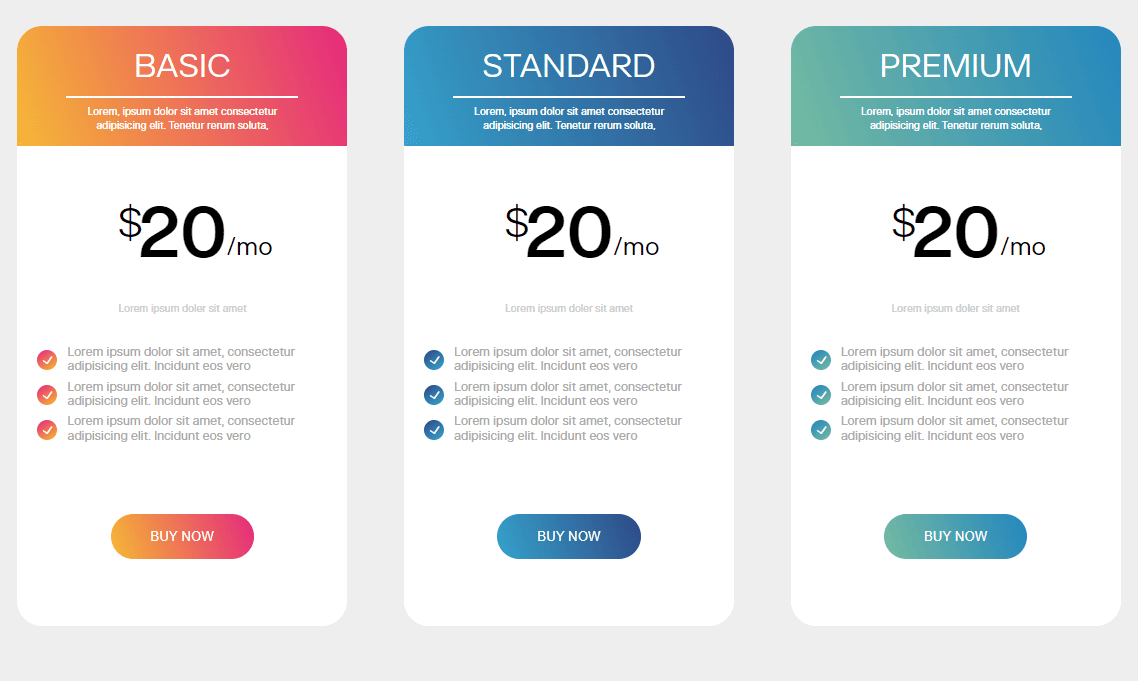 BASIC
Lorem, ipsum dolor sit amet consectetur
adipisicing elit. Tenetur rerum soluta,
$20/mo
Lorem ipsum doler sit amet
Lorem ipsum dolor sit amet, consectetur
adipisicing elit. Incidunt eos vero
Lorem ipsum dolor sit amet, consectetur
adipisicing elit. Incidunt eos vero
Lorem ipsum dolor sit amet, consectetur
adipisicing elit. Incidunt eos vero
BUY NOW
STANDARD
Lorem, ipsum dolor sit amet consectetur
adipisicing elit. Tenetur rerum soluta,
$20/mo
Lorem ipsum doler sit amet
Lorem ipsum dolor sit amet, consectetur
adipisicing elit. Incidunt eos vero
Lorem ipsum dolor sit amet, consectetur
adipisicing elit. Incidunt eos vero
Lorem ipsum dolor sit amet, consectetur
adipisicing elit. Incidunt eos vero
BUY NOW
PREMIUM
Lorem, ipsum dolor sit amet consectetur
adipisicing elit. Tenetur rerum soluta,
$20/mo
Lorem ipsum doler sit amet
Lorem ipsum dolor sit amet, consectetur
adipisicing elit. Incidunt eos vero
Lorem ipsum dolor sit amet, consectetur
adipisicing elit. Incidunt eos vero
Lorem ipsum dolor sit amet, consectetur
adipisicing elit. Incidunt eos vero
BUY NOW